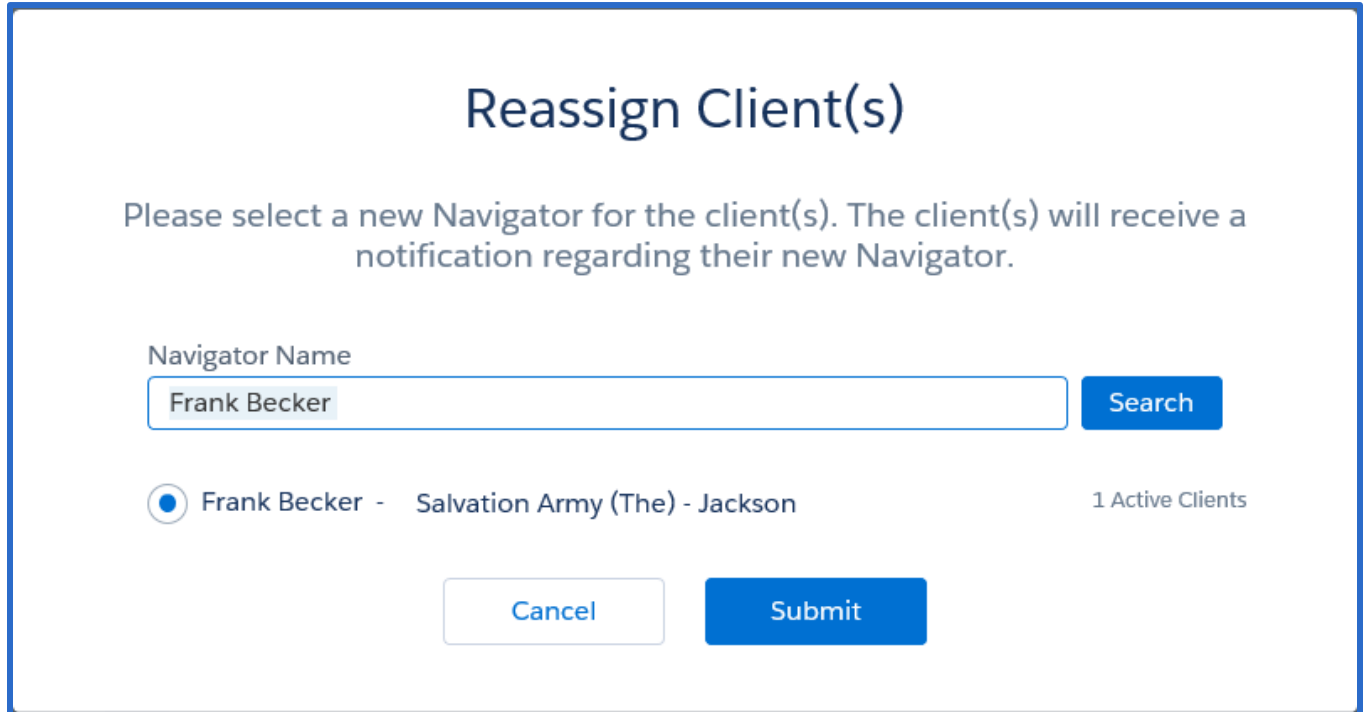 Reassign Client(s)
Please select a new Navigator for the client(s). The client(s) will receive a
notification regarding their new Navigator.
Navigator Name
Frank Becker
Search
Frank Becker - Salvation Army (The) - Jackson
1 Active Clients
Cancel
Submit